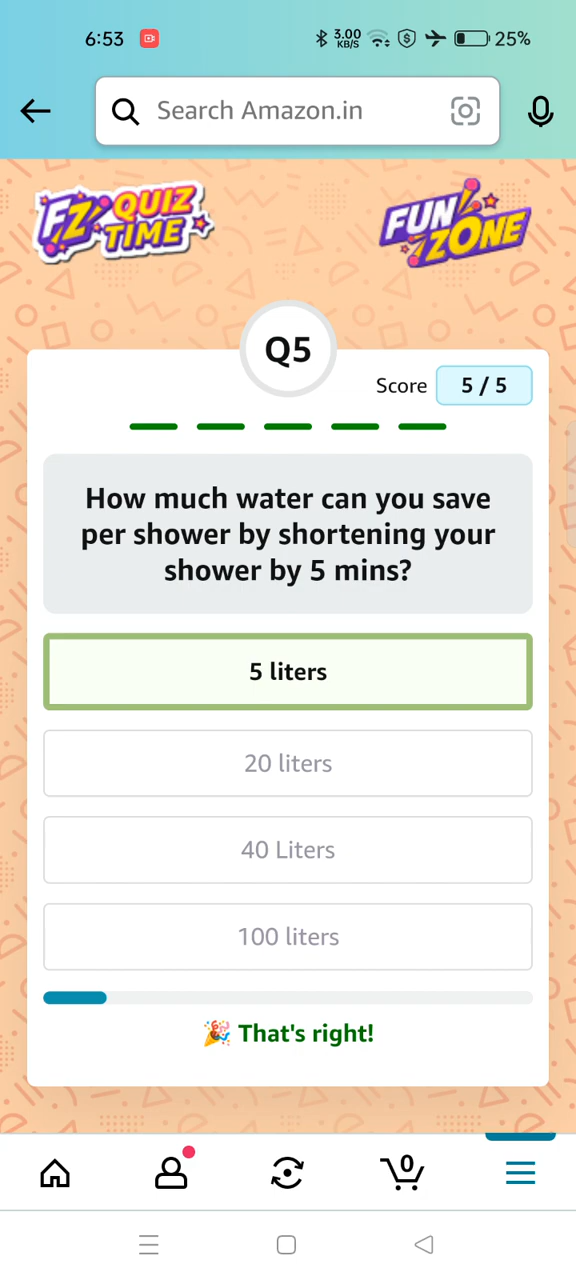 6:53
3.00
KB/S
25%
Search Amazon.in
FZ QUIZ
TIME
FUN
ZONE
Q5
Score 5 / 5
How much water can you save
per shower by shortening your
shower by 5 mins?
5 liters
20 liters
40 Liters
100 liters
🎉 That's right!
0